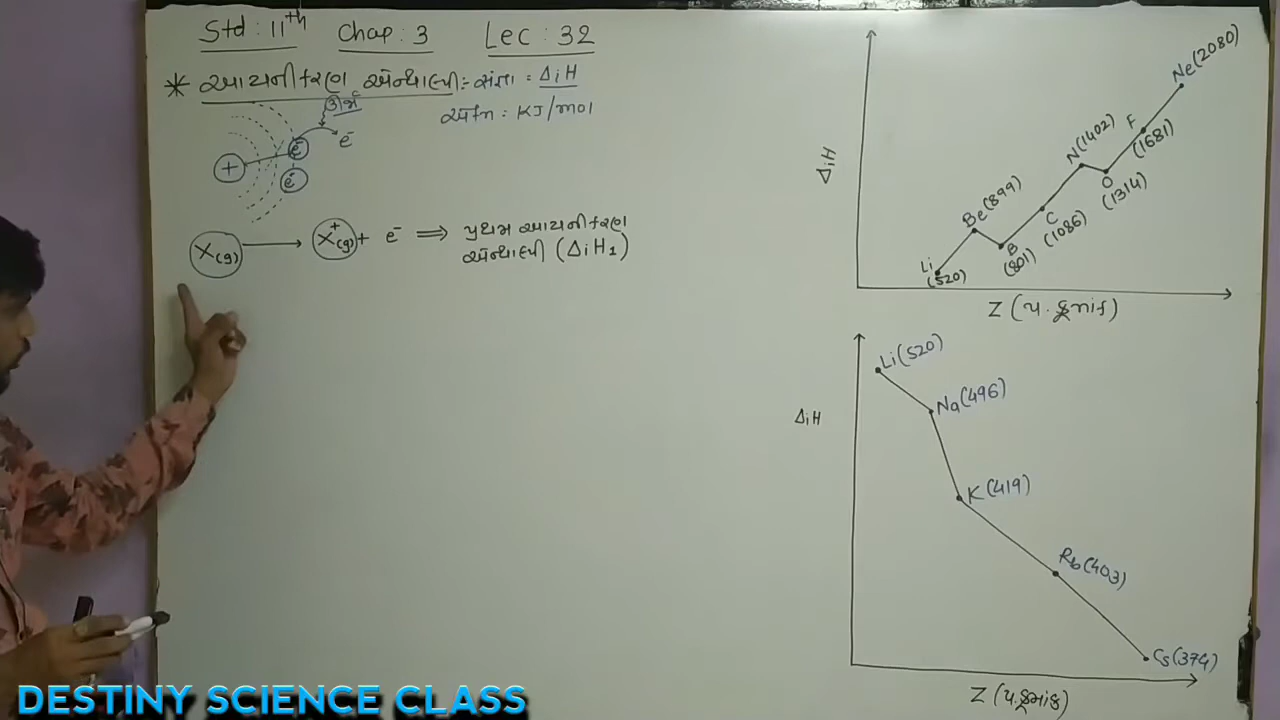 Std : 11th Chap : 3 Lec : 32
* આયનીકરણ એન્થાલ્પી :- સંજ્ઞા : ΔiH
એકમ : KJ/mol
ઊર્જા
e⁻
+ e⁻
e⁻
X(g) ⟶ X⁺(g) + e⁻ ⟹ પ્રથમ આયનીકરણ
એન્થાલ્પી (ΔiH1)
ΔiH
Li (520)
Be (899)
B (801)
C (1086)
N (1402)
O (1314)
F (1681)
Ne (2080)
Z (પ. ક્રમાંક)
ΔiH
Li (520)
Na (496)
K (419)
Rb (403)
Cs (374)
Z (પ. ક્રમાંક)
DESTINY SCIENCE CLASS